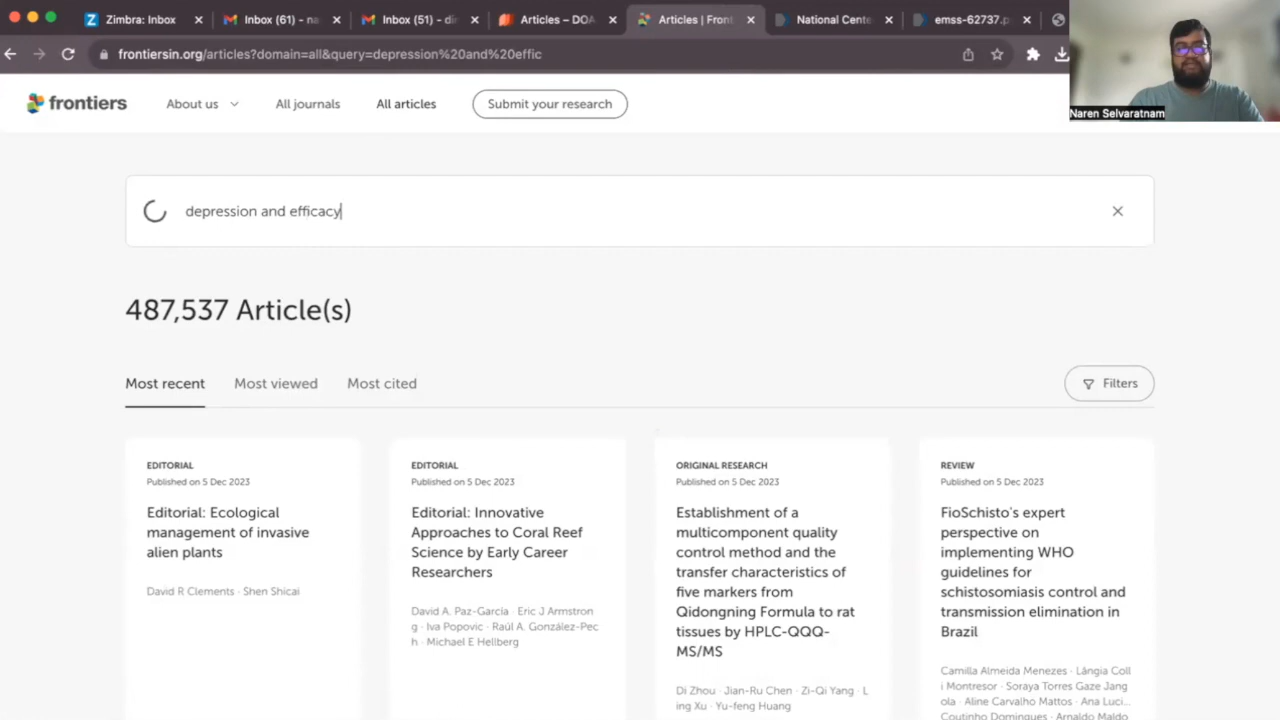 Zimbra: Inbox
Inbox (61) – na
Inbox (51) – din
Articles – DOA
Articles | Front
National Cente
emss-62737.p
frontiersin.org/articles?domain=all&query=depression%20and%20effic
Naren Selvaratnam
frontiers
About us
All journals
All articles
Submit your research
depression and efficacy
487,537 Article(s)
Most recent
Most viewed
Most cited
Filters
EDITORIAL
Published on 5 Dec 2023
Editorial: Ecological
management of invasive
alien plants
David R Clements · Shen Shicai
EDITORIAL
Published on 5 Dec 2023
Editorial: Innovative
Approaches to Coral Reef
Science by Early Career
Researchers
David A. Paz-García · Eric J Armstron
g · Iva Popovic · Raúl A. González-Pec
h · Michael E Hellberg
ORIGINAL RESEARCH
Published on 5 Dec 2023
Establishment of a
multicomponent quality
control method and the
transfer characteristics of
five markers from
Qidongning Formula to rat
tissues by HPLC-QQQ-
MS/MS
Di Zhou · Jian-Ru Chen · Zi-Qi Yang · L
ing Xu · Yu-feng Huang
REVIEW
Published on 5 Dec 2023
FioSchisto's expert
perspective on
implementing WHO
guidelines for
schistosomiasis control and
transmission elimination in
Brazil
Camilla Almeida Menezes · Lângia Coll
i Montresor · Soraya Torres Gaze Jang
ola · Aline Carvalho Mattos · Ana Luci...
Coutinho Domingues · Arnaldo Maldo